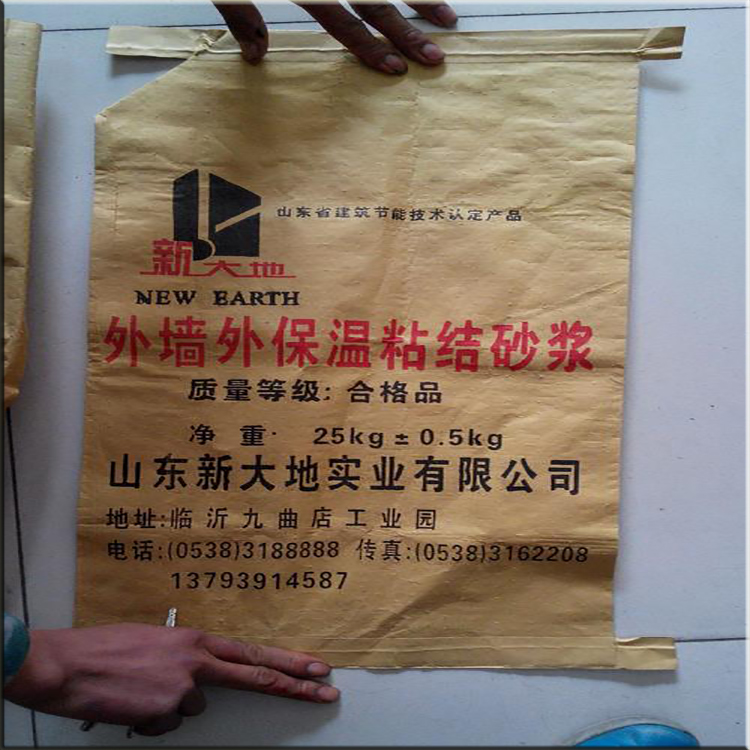 山东省建筑节能技术认定产品
新大地
NEW EARTH
外墙外保温粘结砂浆
质量等级: 合格品
净 重: 25kg±0.5kg
山东新大地实业有限公司
地址:临沂九曲店工业园
电话:(0538)3188888 传真:(0538)3162208
13793914587